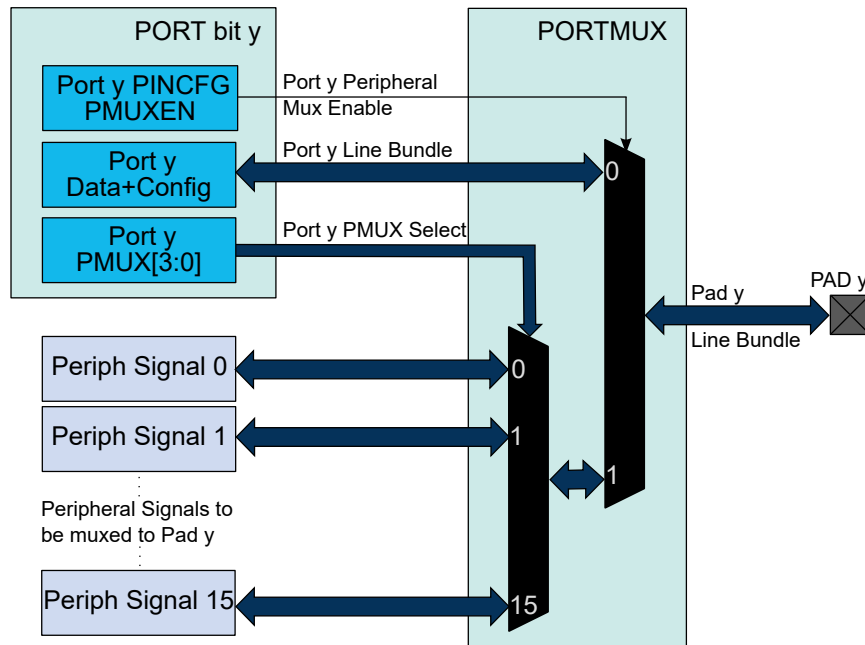 PORT bit y
PORTMUX
Port y PINCFG
PMUXEN
Port y Peripheral
Mux Enable
Port y
Data+Config
Port y Line Bundle
0
Port y
PMUX[3:0]
Port y PMUX Select
Pad y
Line Bundle
PAD y
Periph Signal 0
0
Periph Signal 1
1
1
Peripheral Signals to
be muxed to Pad y
Periph Signal 15
15